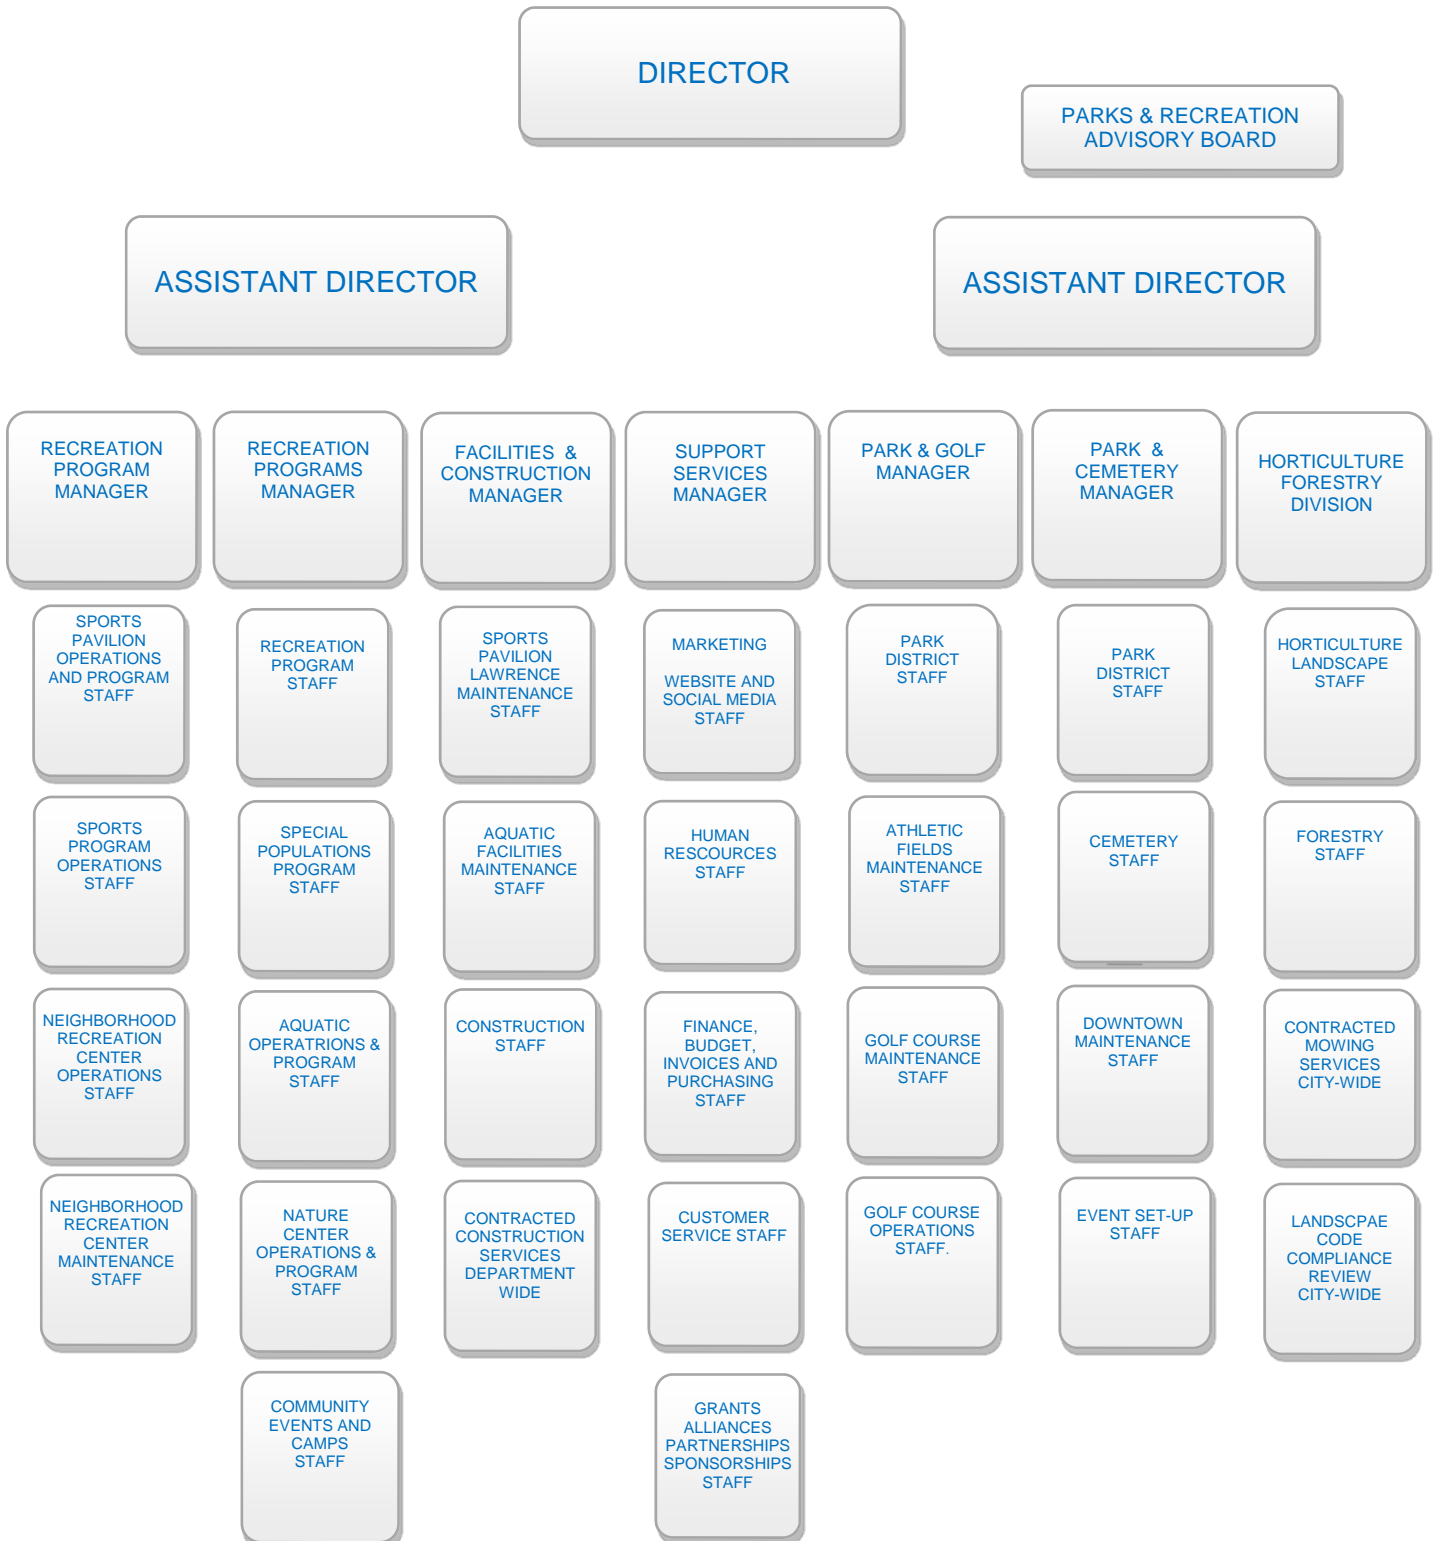 DIRECTOR
PARKS & RECREATION
ADVISORY BOARD
ASSISTANT DIRECTOR
ASSISTANT DIRECTOR
RECREATION
PROGRAM
MANAGER
RECREATION
PROGRAMS
MANAGER
FACILITIES &
CONSTRUCTION
MANAGER
SUPPORT
SERVICES
MANAGER
PARK & GOLF
MANAGER
PARK &
CEMETERY
MANAGER
HORTICULTURE
FORESTRY
DIVISION
SPORTS
PAVILION
OPERATIONS
AND PROGRAM
STAFF
RECREATION
PROGRAM
STAFF
SPORTS
PAVILION
LAWRENCE
MAINTENANCE
STAFF
MARKETING
WEBSITE AND
SOCIAL MEDIA
STAFF
PARK
DISTRICT
STAFF
PARK
DISTRICT
STAFF
HORTICULTURE
LANDSCAPE
STAFF
SPORTS
PROGRAM
OPERATIONS
STAFF
SPECIAL
POPULATIONS
PROGRAM
STAFF
AQUATIC
FACILITIES
MAINTENANCE
STAFF
HUMAN
RESCOURCES
STAFF
ATHLETIC
FIELDS
MAINTENANCE
STAFF
CEMETERY
STAFF
FORESTRY
STAFF
NEIGHBORHOOD
RECREATION
CENTER
OPERATIONS
STAFF
AQUATIC
OPERATRIONS &
PROGRAM
STAFF
CONSTRUCTION
STAFF
FINANCE,
BUDGET,
INVOICES AND
PURCHASING
STAFF
GOLF COURSE
MAINTENANCE
STAFF
DOWNTOWN
MAINTENANCE
STAFF
CONTRACTED
MOWING
SERVICES
CITY-WIDE
NEIGHBORHOOD
RECREATION
CENTER
MAINTENANCE
STAFF
NATURE
CENTER
OPERATIONS &
PROGRAM
STAFF
CONTRACTED
CONSTRUCTION
SERVICES
DEPARTMENT
WIDE
CUSTOMER
SERVICE STAFF
GOLF COURSE
OPERATIONS
STAFF.
EVENT SET-UP
STAFF
LANDSCPAE
CODE
COMPLIANCE
REVIEW
CITY-WIDE
COMMUNITY
EVENTS AND
CAMPS
STAFF
GRANTS
ALLIANCES
PARTNERSHIPS
SPONSORSHIPS
STAFF